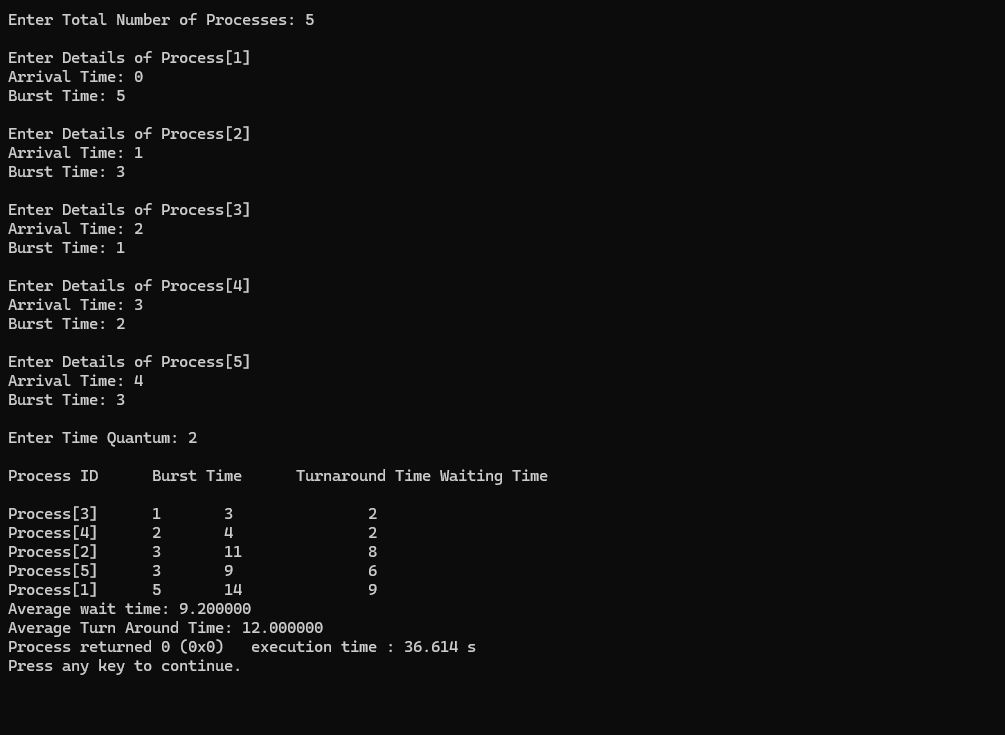 Enter Total Number of Processes: 5
Enter Details of Process[1]
Arrival Time: 0
Burst Time: 5
Enter Details of Process[2]
Arrival Time: 1
Burst Time: 3
Enter Details of Process[3]
Arrival Time: 2
Burst Time: 1
Enter Details of Process[4]
Arrival Time: 3
Burst Time: 2
Enter Details of Process[5]
Arrival Time: 4
Burst Time: 3
Enter Time Quantum: 2
Process ID      Burst Time      Turnaround Time Waiting Time
Process[3]      1       3               2
Process[4]      2       4               2
Process[2]      3       11              8
Process[5]      3       9               6
Process[1]      5       14              9
Average wait time: 9.200000
Average Turn Around Time: 12.000000
Process returned 0 (0x0)   execution time : 36.614 s
Press any key to continue.